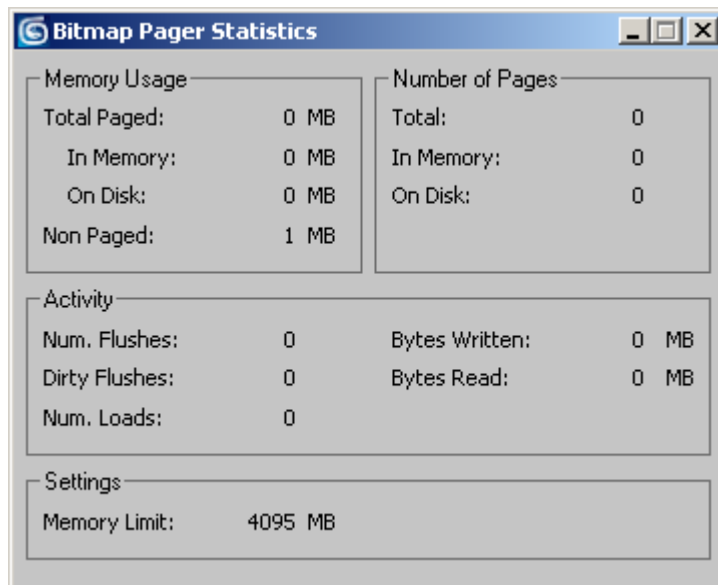 Bitmap Pager Statistics
Memory Usage
Total Paged: 0 MB
In Memory: 0 MB
On Disk: 0 MB
Non Paged: 1 MB
Number of Pages
Total: 0
In Memory: 0
On Disk: 0
Activity
Num. Flushes: 0
Dirty Flushes: 0
Num. Loads: 0
Bytes Written: 0 MB
Bytes Read: 0 MB
Settings
Memory Limit: 4095 MB